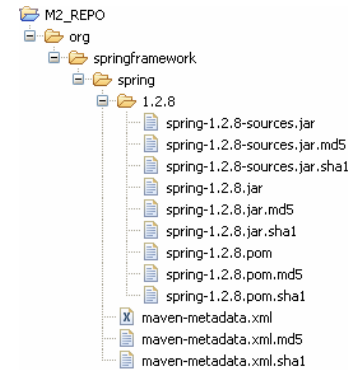 M2_REPO
org
springframework
spring
1.2.8
spring-1.2.8-sources.jar
spring-1.2.8-sources.jar.md5
spring-1.2.8-sources.jar.sha1
spring-1.2.8.jar
spring-1.2.8.jar.md5
spring-1.2.8.jar.sha1
spring-1.2.8.pom
spring-1.2.8.pom.md5
spring-1.2.8.pom.sha1
maven-metadata.xml
maven-metadata.xml.md5
maven-metadata.xml.sha1